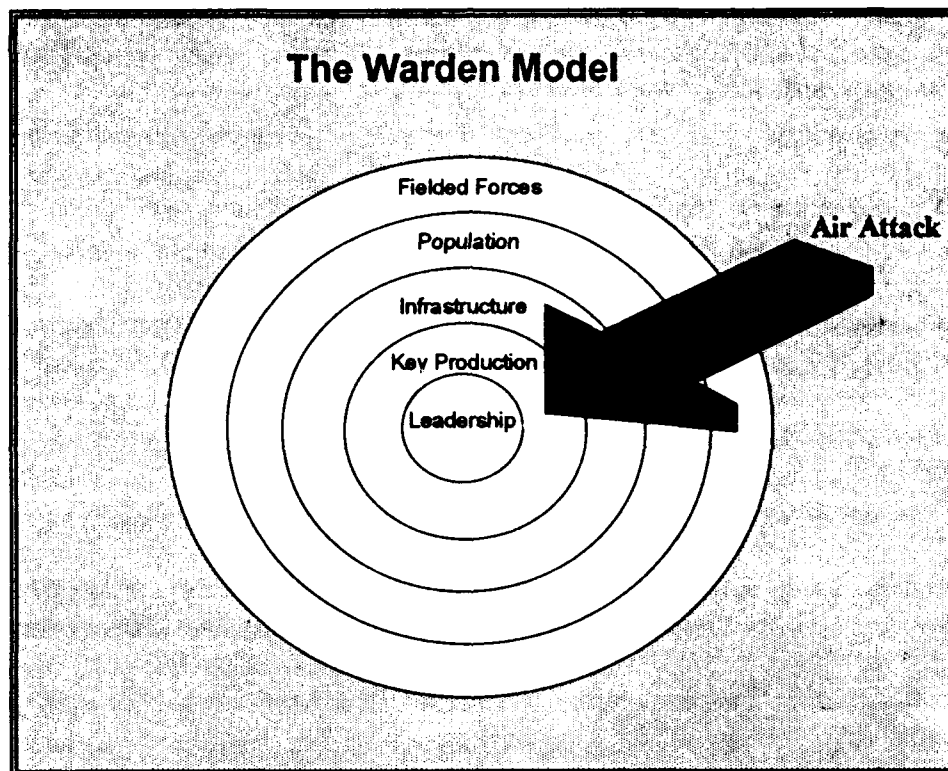 The Warden Model
Fielded Forces
Air Attack
Population
Infrastructure
Key Production
Leadership